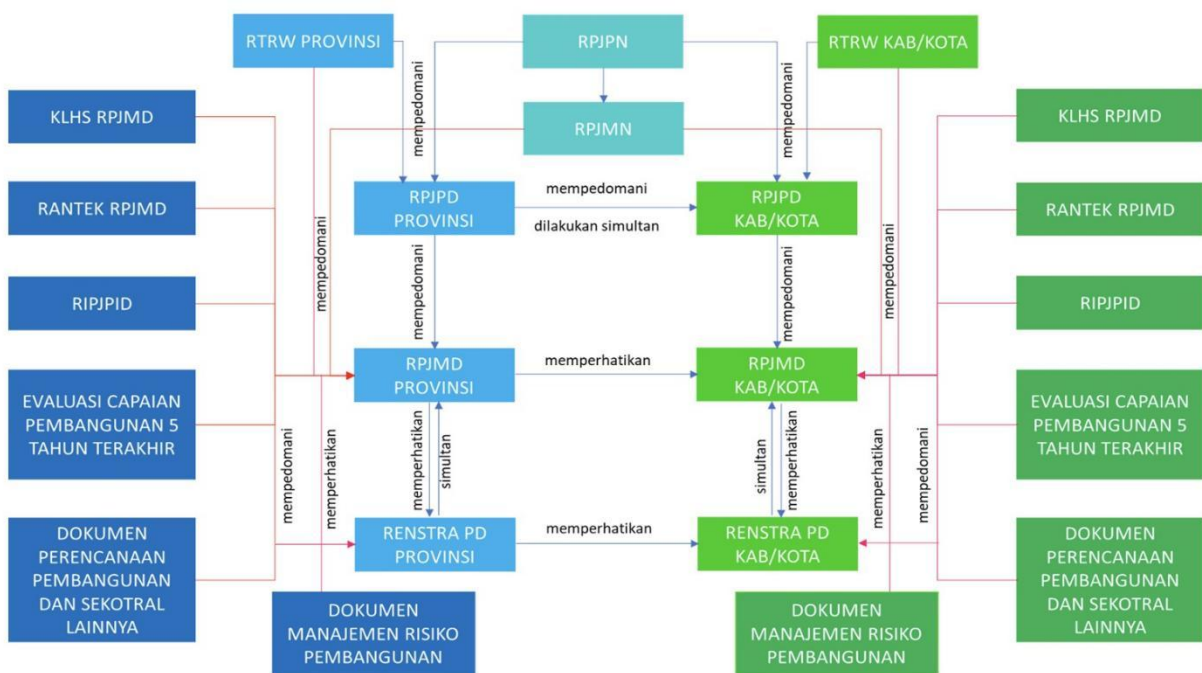 RTRW PROVINSI
RPJPN
RTRW KAB/KOTA
mempedomani
mempedomani
KLHS RPJMD
RPJMN
KLHS RPJMD
RANTEK RPJMD
RPJPD
PROVINSI
mempedomani
dilakukan simultan
RPJPD
KAB/KOTA
RANTEK RPJMD
mempedomani
mempedomani
mempedomani
mempedomani
RIPJPID
RIPJPID
RPJMD
PROVINSI
memperhatikan
RPJMD
KAB/KOTA
EVALUASI CAPAIAN
PEMBANGUNAN 5
TAHUN TERAKHIR
EVALUASI CAPAIAN
PEMBANGUNAN 5
TAHUN TERAKHIR
mempedomani
memperhatikan
memperhatikan
simultan
simultan
memperhatikan
memperhatikan
mempedomani
DOKUMEN
PERENCANAAN
PEMBANGUNAN
DAN SEKOTRAL
LAINNYA
RENSTRA PD
PROVINSI
memperhatikan
RENSTRA PD
KAB/KOTA
DOKUMEN
PERENCANAAN
PEMBANGUNAN
DAN SEKOTRAL
LAINNYA
DOKUMEN
MANAJEMEN RISIKO
PEMBANGUNAN
DOKUMEN
MANAJEMEN RISIKO
PEMBANGUNAN